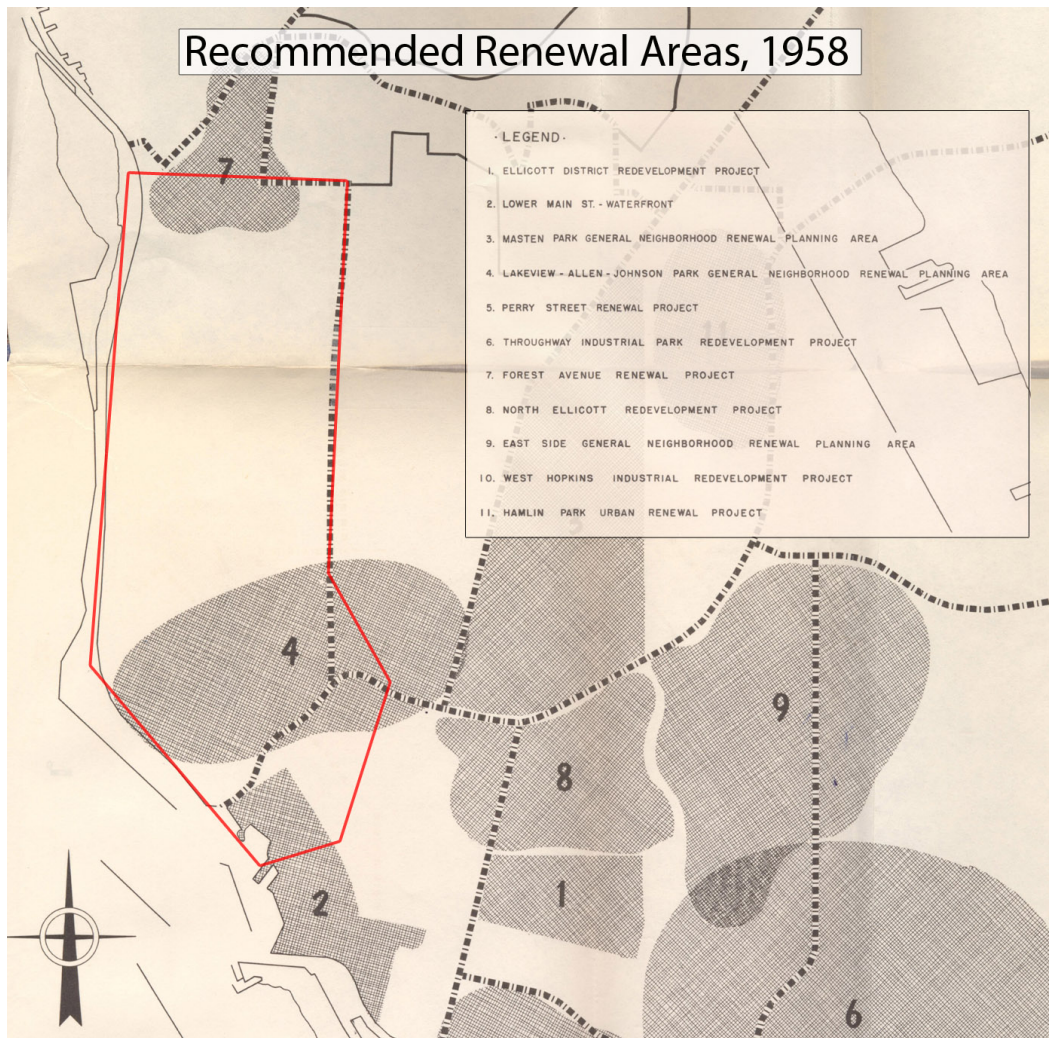 Recommended Renewal Areas, 1958
· LEGEND ·
1. ELLICOTT DISTRICT REDEVELOPMENT PROJECT
2. LOWER MAIN ST. - WATERFRONT
3. MASTEN PARK GENERAL NEIGHBORHOOD RENEWAL PLANNING AREA
4. LAKEVIEW - ALLEN - JOHNSON PARK GENERAL NEIGHBORHOOD RENEWAL PLANNING AREA
5. PERRY STREET RENEWAL PROJECT
6. THROUGHWAY INDUSTRIAL PARK REDEVELOPMENT PROJECT
7. FOREST AVENUE RENEWAL PROJECT
8. NORTH ELLICOTT REDEVELOPMENT PROJECT
9. EAST SIDE GENERAL NEIGHBORHOOD RENEWAL PLANNING AREA
10. WEST HOPKINS INDUSTRIAL REDEVELOPMENT PROJECT
11. HAMLIN PARK URBAN RENEWAL PROJECT
7
11
3
4
9
8
1
2
6